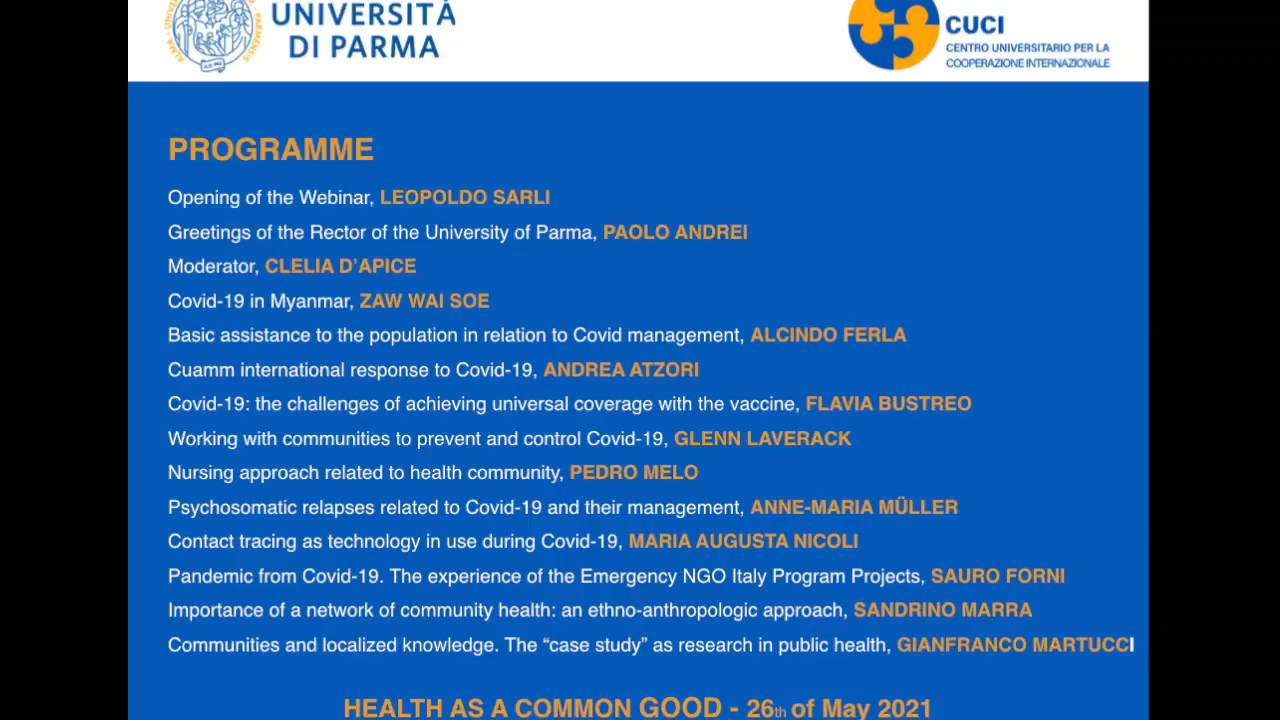 UNIVERSITÀ
DI PARMA
CUCI
CENTRO UNIVERSITARIO PER LA
COOPERAZIONE INTERNAZIONALE
PROGRAMME
Opening of the Webinar, LEOPOLDO SARLI
Greetings of the Rector of the University of Parma, PAOLO ANDREI
Moderator, CLELIA D’APICE
Covid-19 in Myanmar, ZAW WAI SOE
Basic assistance to the population in relation to Covid management, ALCINDO FERLA
Cuamm international response to Covid-19, ANDREA ATZORI
Covid-19: the challenges of achieving universal coverage with the vaccine, FLAVIA BUSTREO
Working with communities to prevent and control Covid-19, GLENN LAVERACK
Nursing approach related to health community, PEDRO MELO
Psychosomatic relapses related to Covid-19 and their management, ANNE-MARIA MÜLLER
Contact tracing as technology in use during Covid-19, MARIA AUGUSTA NICOLI
Pandemic from Covid-19. The experience of the Emergency NGO Italy Program Projects, SAURO FORNI
Importance of a network of community health: an ethno-anthropologic approach, SANDRINO MARRA
Communities and localized knowledge. The “case study” as research in public health, GIANFRANCO MARTUCCI
HEALTH AS A COMMON GOOD - 26th of May 2021